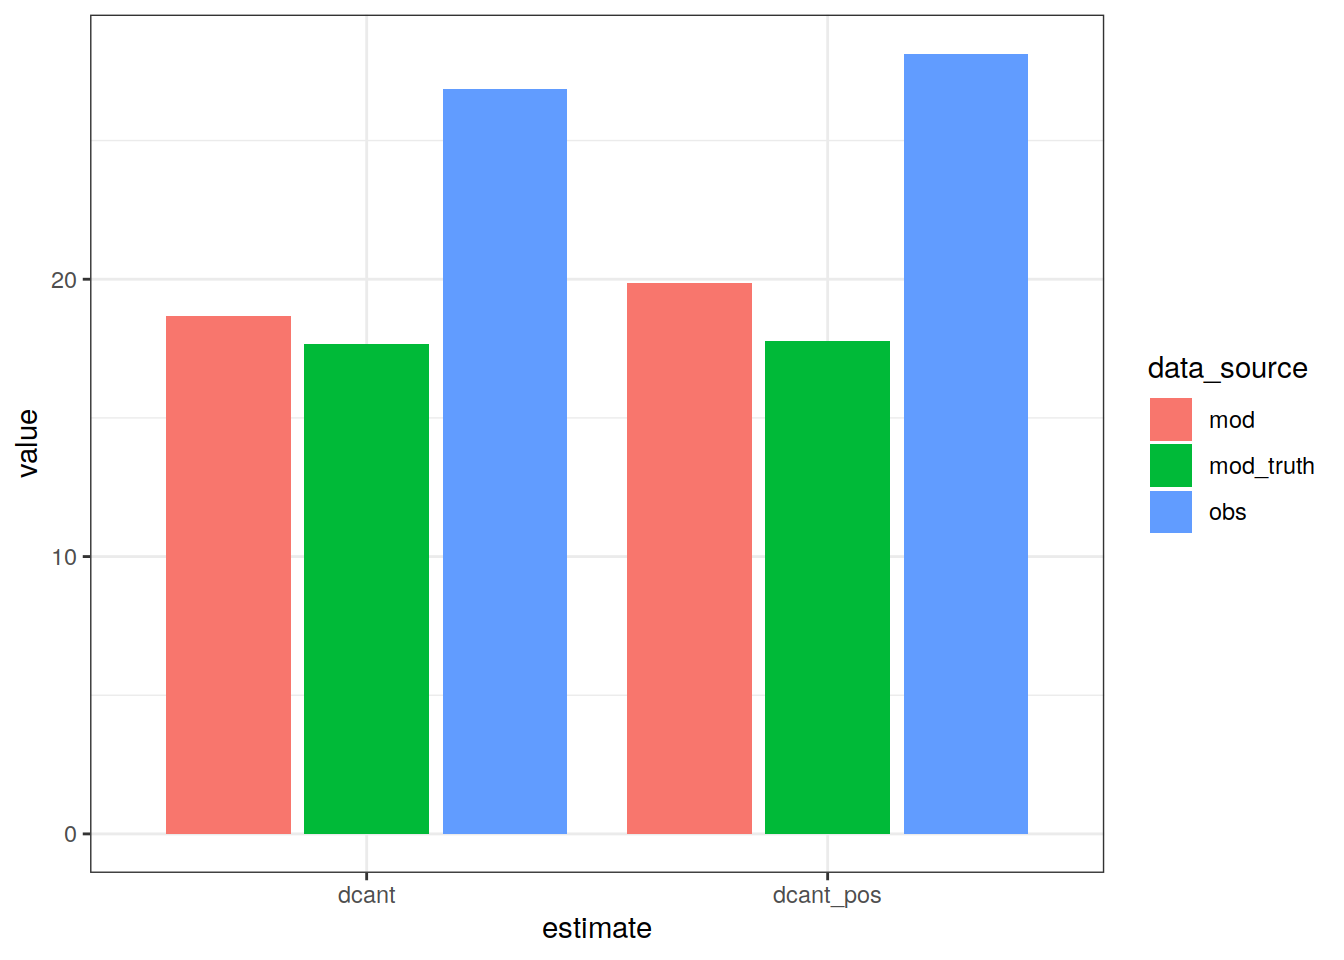 value
20
10
0
dcant
dcant_pos
estimate
data_source
mod
mod_truth
obs